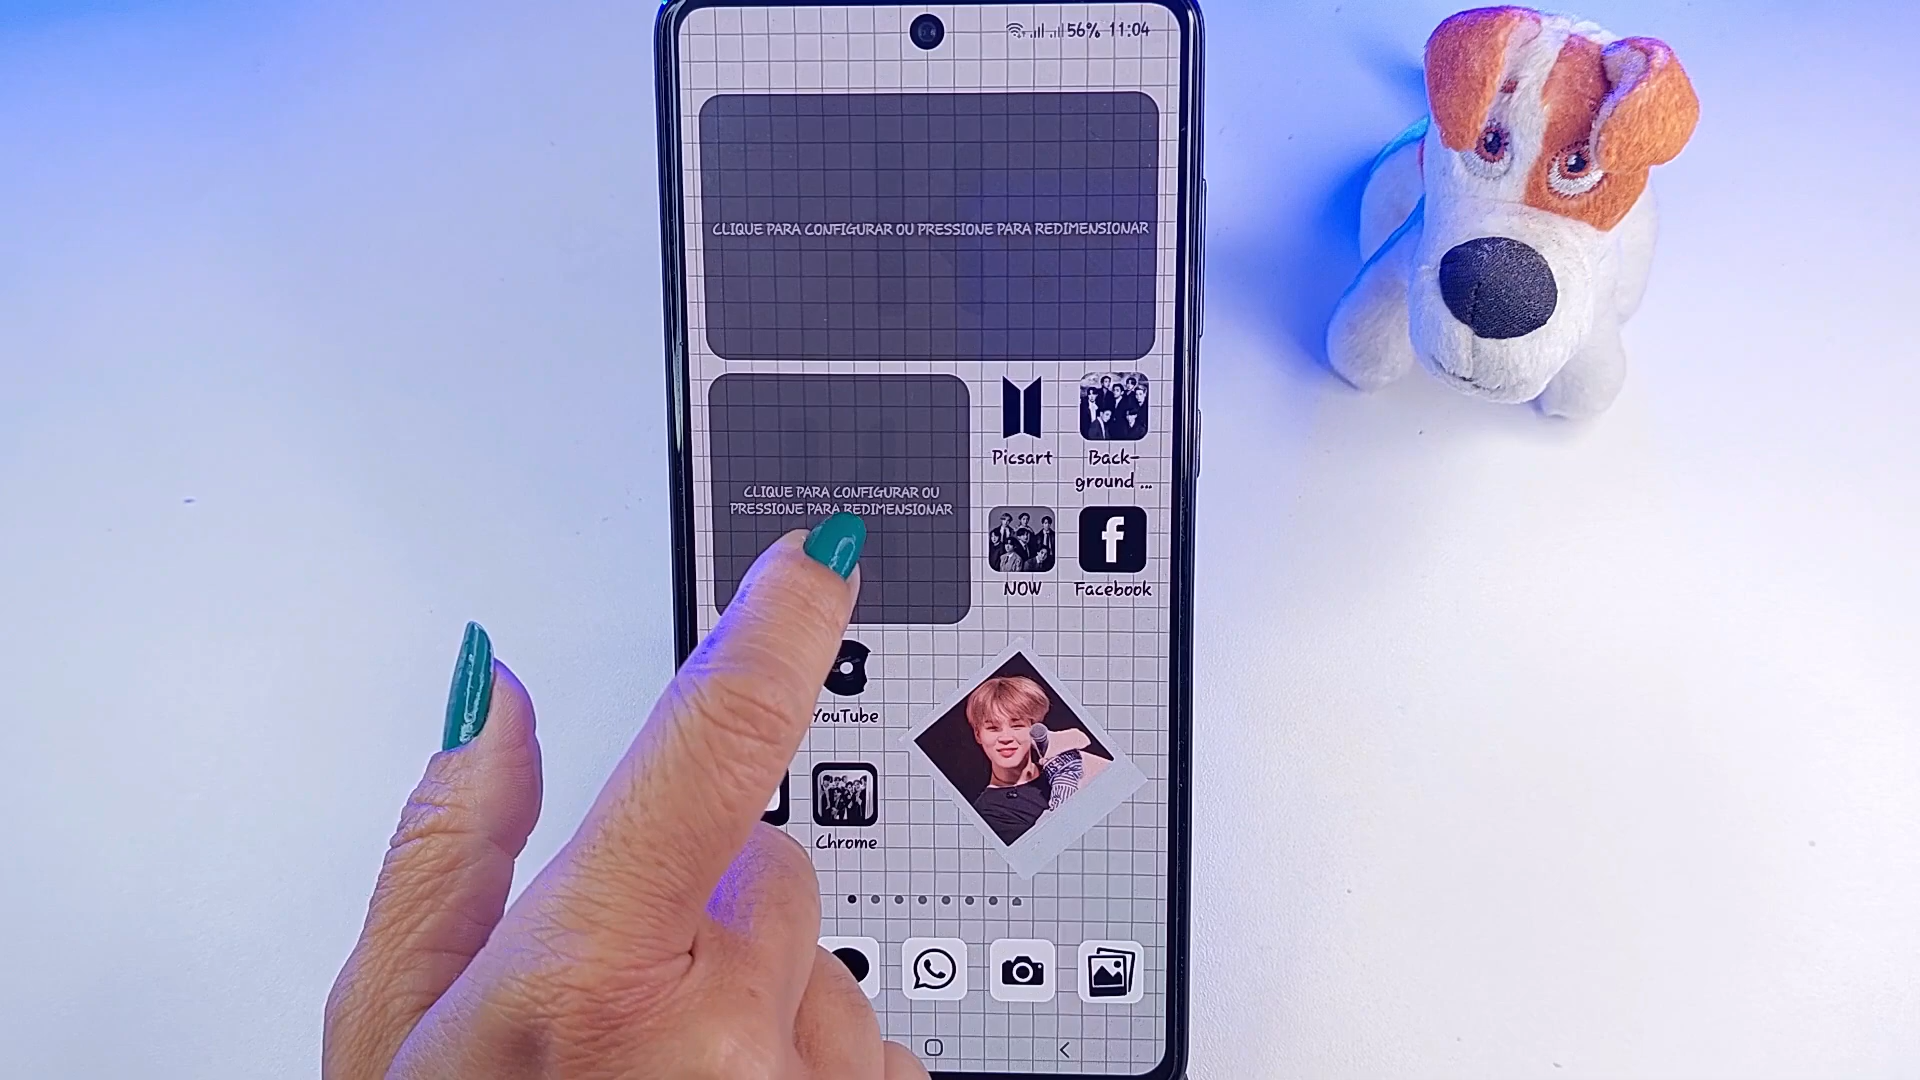 56% 11:04
CLIQUE PARA CONFIGURAR OU PRESSIONE PARA REDIMENSIONAR
CLIQUE PARA CONFIGURAR OU
PRESSIONE PARA REDIMENSIONAR
Picsart
Back-
ground ...
NOW
Facebook
YouTube
Chrome